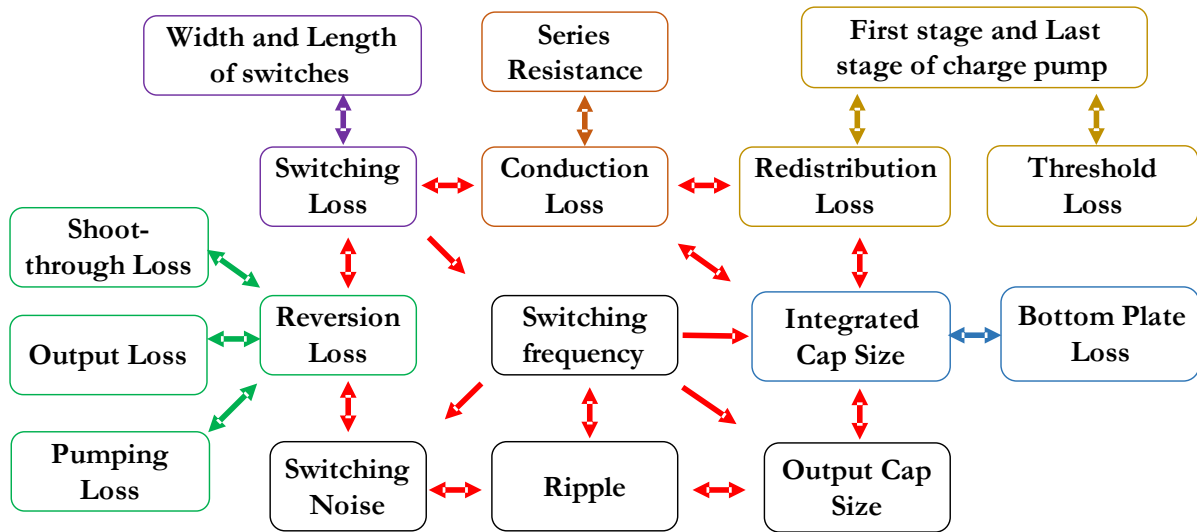 Width and Length
of switches
Series
Resistance
First stage and Last
stage of charge pump
Switching
Loss
Conduction
Loss
Redistribution
Loss
Threshold
Loss
Shoot-
through Loss
Reversion
Loss
Switching
frequency
Integrated
Cap Size
Bottom Plate
Loss
Output Loss
Pumping
Loss
Switching
Noise
Ripple
Output Cap
Size